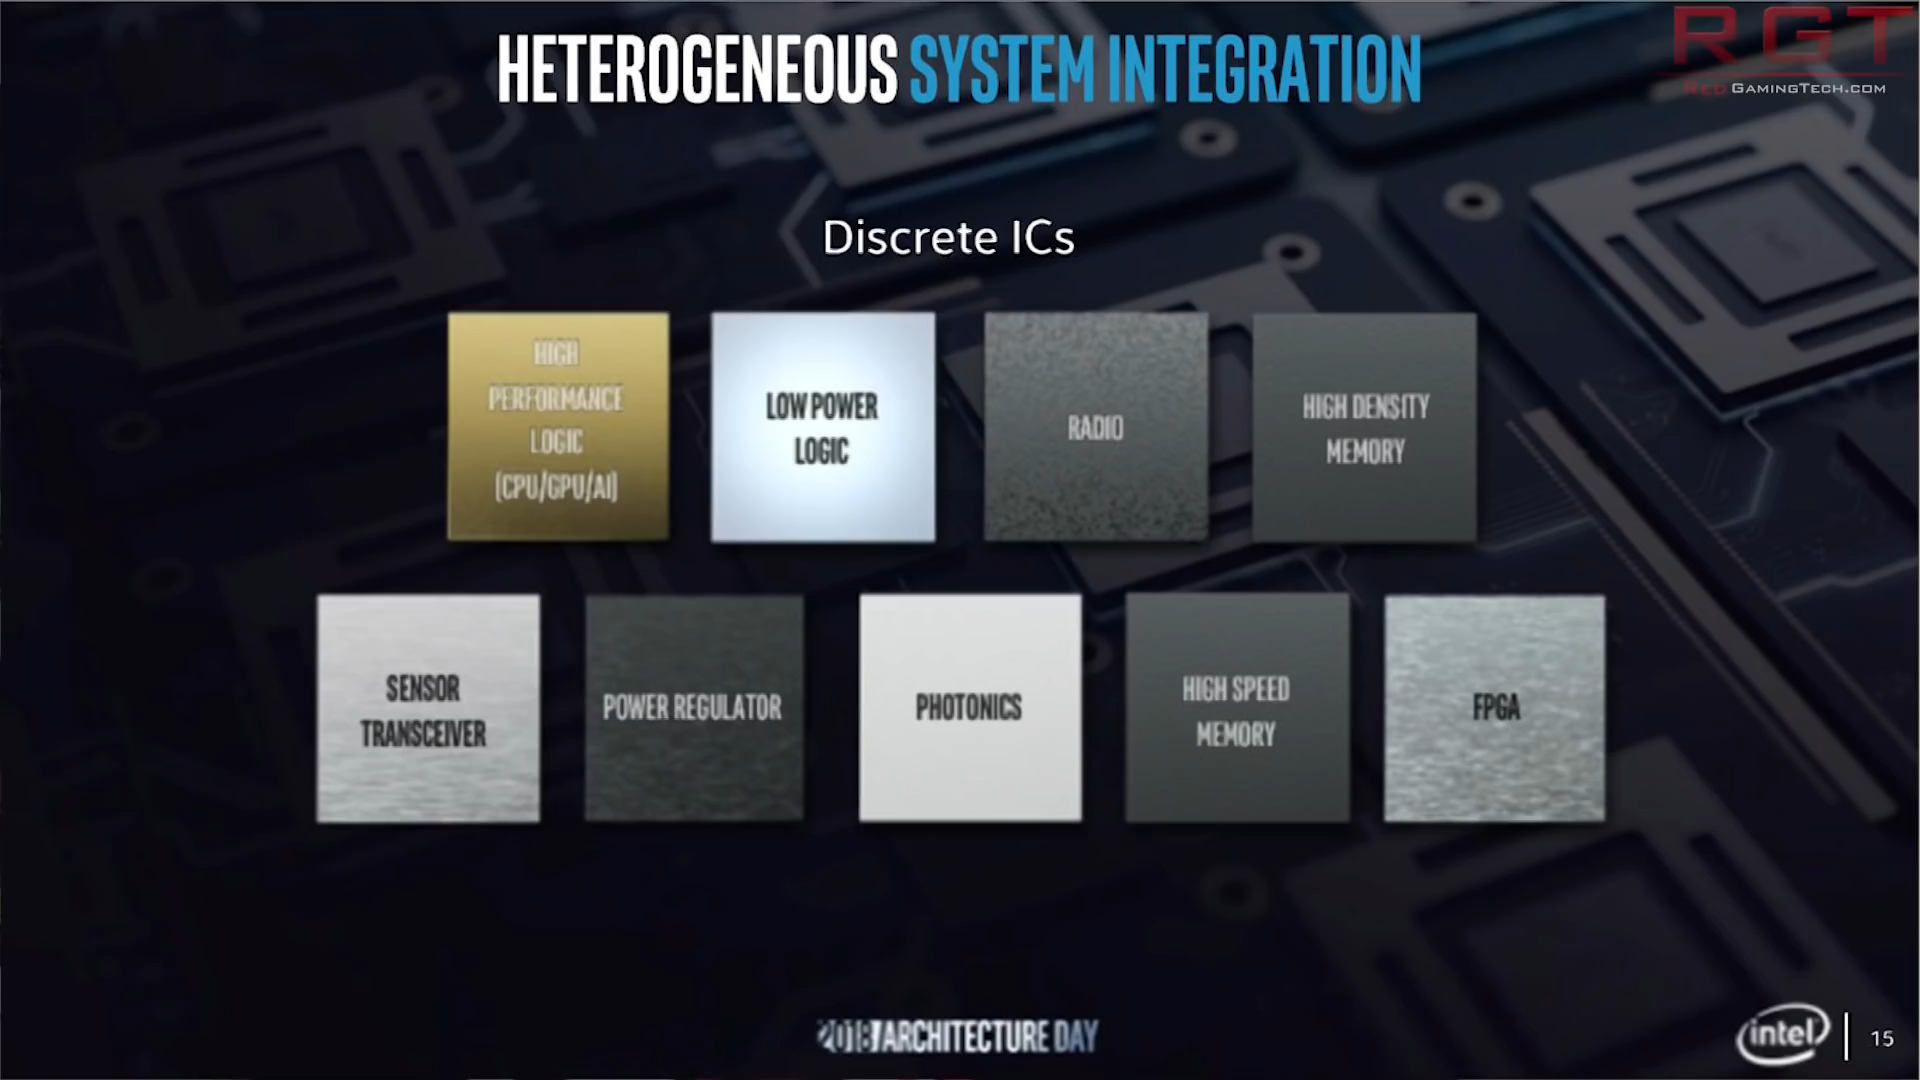 RGT
RED GAMINGTECH.COM
HETEROGENEOUS SYSTEM INTEGRATION
Discrete ICs
HIGH
PERFORMANCE
LOGIC
(CPU/GPU/AI)
LOW POWER
LOGIC
RADIO
HIGH DENSITY
MEMORY
SENSOR
TRANSCEIVER
POWER REGULATOR
PHOTONICS
HIGH SPEED
MEMORY
FPGA
2018 ARCHITECTURE DAY
intel
15